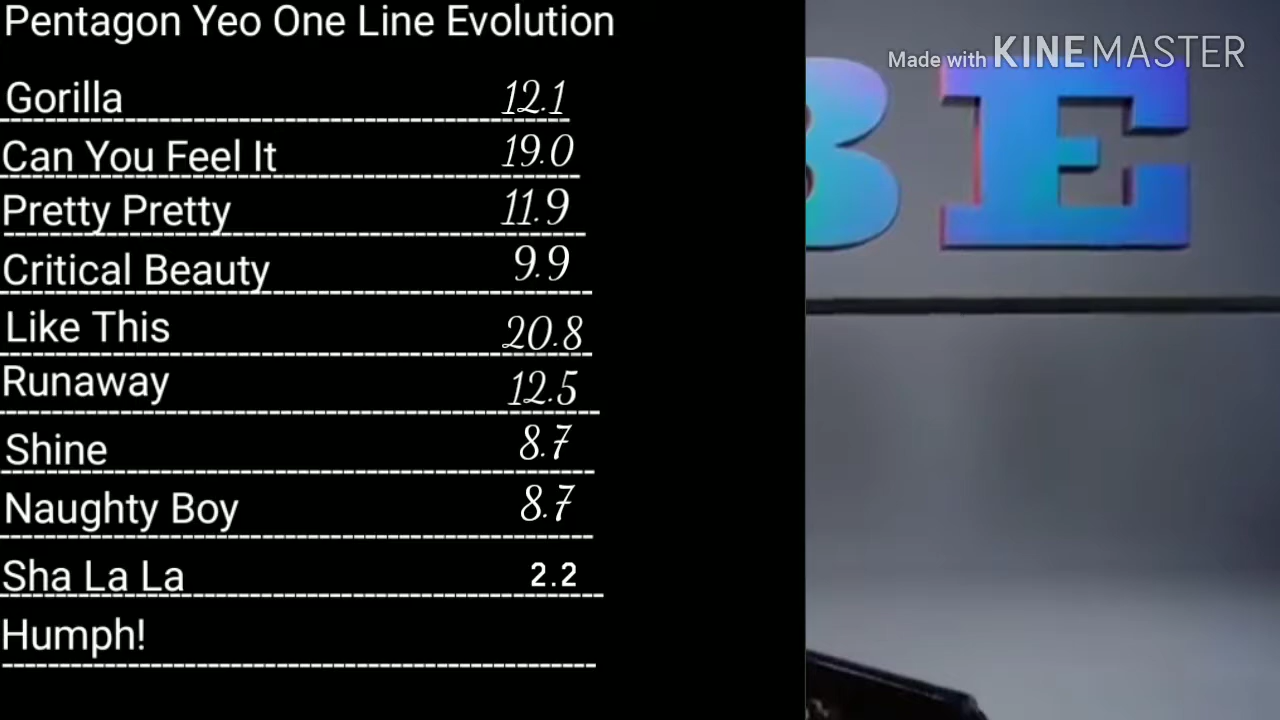 Pentagon Yeo One Line Evolution
Made with KINEMASTER
Gorilla 12.1
Can You Feel It 19.0
Pretty Pretty 11.9
Critical Beauty 9.9
Like This 20.8
Runaway 12.5
Shine 8.7
Naughty Boy 8.7
Sha La La 2.2
Humph!
BE